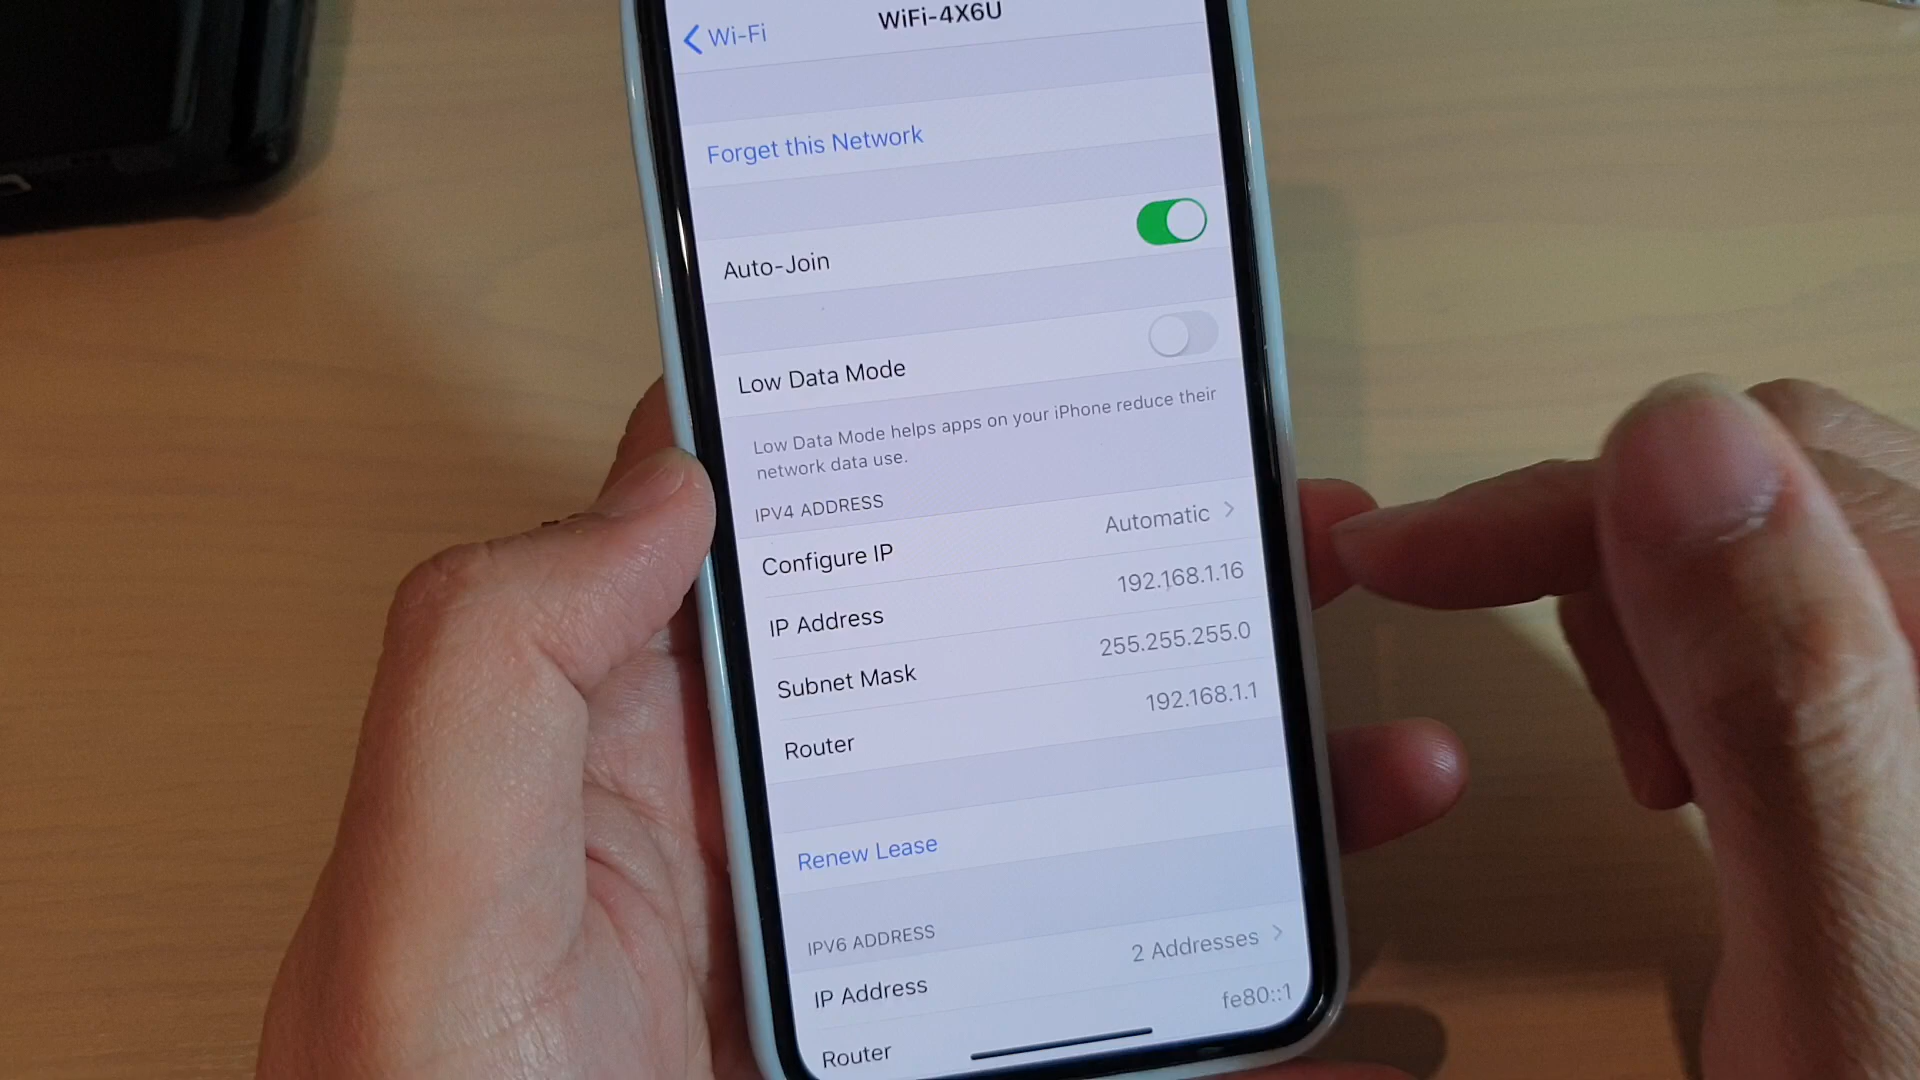 Wi-Fi
WiFi-4X6U
Forget this Network
Auto-Join
Low Data Mode
Low Data Mode helps apps on your iPhone reduce their
network data use.
IPV4 ADDRESS
Configure IP Automatic
IP Address 192.168.1.16
Subnet Mask 255.255.255.0
Router 192.168.1.1
Renew Lease
IPV6 ADDRESS
IP Address 2 Addresses
Router fe80::1